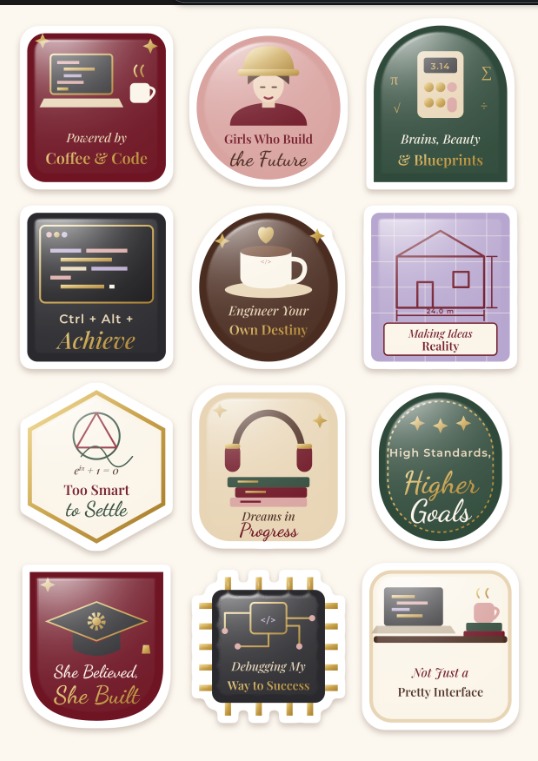 Powered by
Coffee & Code
Girls Who Build
the Future
3.14
π
Σ
√
÷
Brains, Beauty
& Blueprints
Ctrl + Alt +
Achieve
</>
Engineer Your
Own Destiny
24.0 m
Making Ideas
Reality
e^iπ + 1 = 0
Too Smart
to Settle
Dreams in
Progress
High Standards,
Higher
Goals
She Believed,
She Built
</>
Debugging My
Way to Success
Not Just a
Pretty Interface